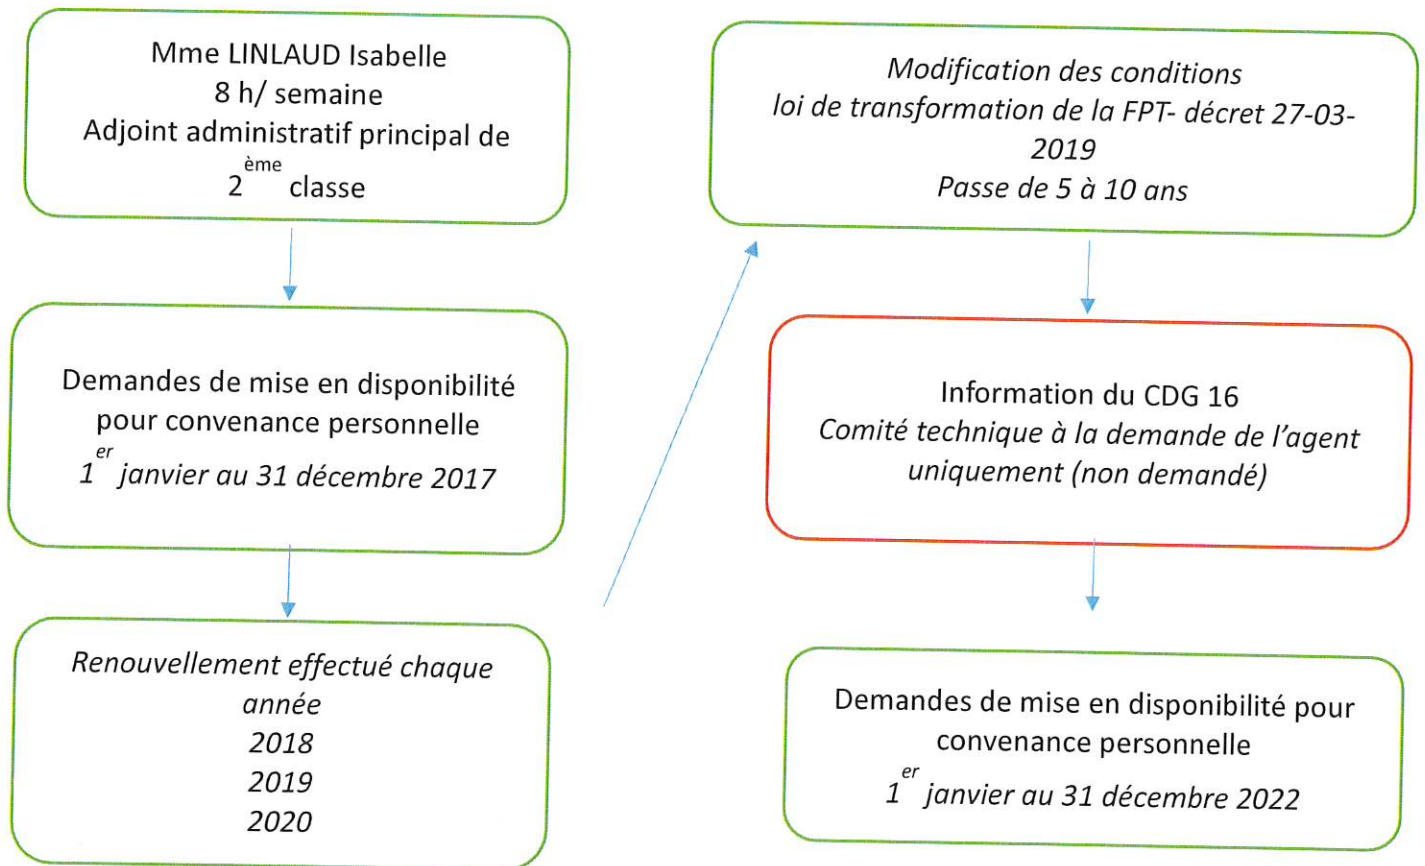 Mme LINLAUD Isabelle
8 h/ semaine
Adjoint administratif principal de
2ème classe
Demandes de mise en disponibilité
pour convenance personnelle
1er janvier au 31 décembre 2017
Renouvellement effectué chaque
année
2018
2019
2020
Modification des conditions
loi de transformation de la FPT- décret 27-03-
2019
Passe de 5 à 10 ans
Information du CDG 16
Comité technique à la demande de l'agent
uniquement (non demandé)
Demandes de mise en disponibilité pour
convenance personnelle
1er janvier au 31 décembre 2022